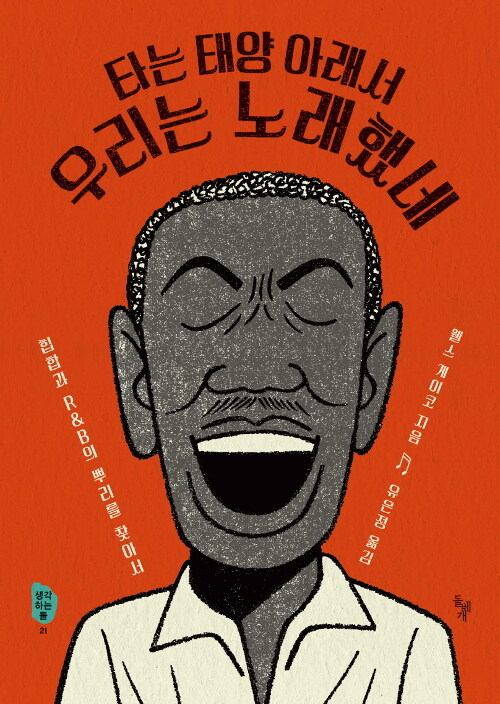 타는 태양 아래서
우리는 노래했네
힙합과 R&B의 뿌리를 찾아서
웰스 게이코 지음 ♫ 유은정 옮김
생각
하는
돌
21
돌베개